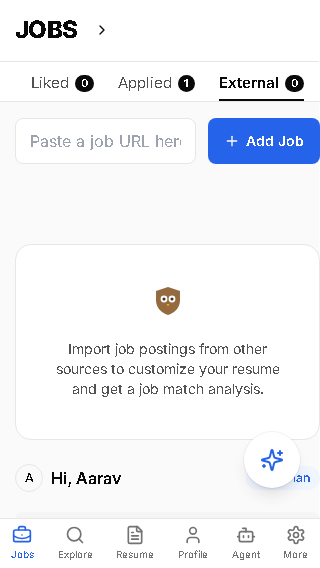 JOBS
Liked 0 Applied 1 External 0
Paste a job URL her
Add Job
Import job postings from other
sources to customize your resume
and get a job match analysis.
A Hi, Aarav
Jobs Explore Resume Profile Agent More